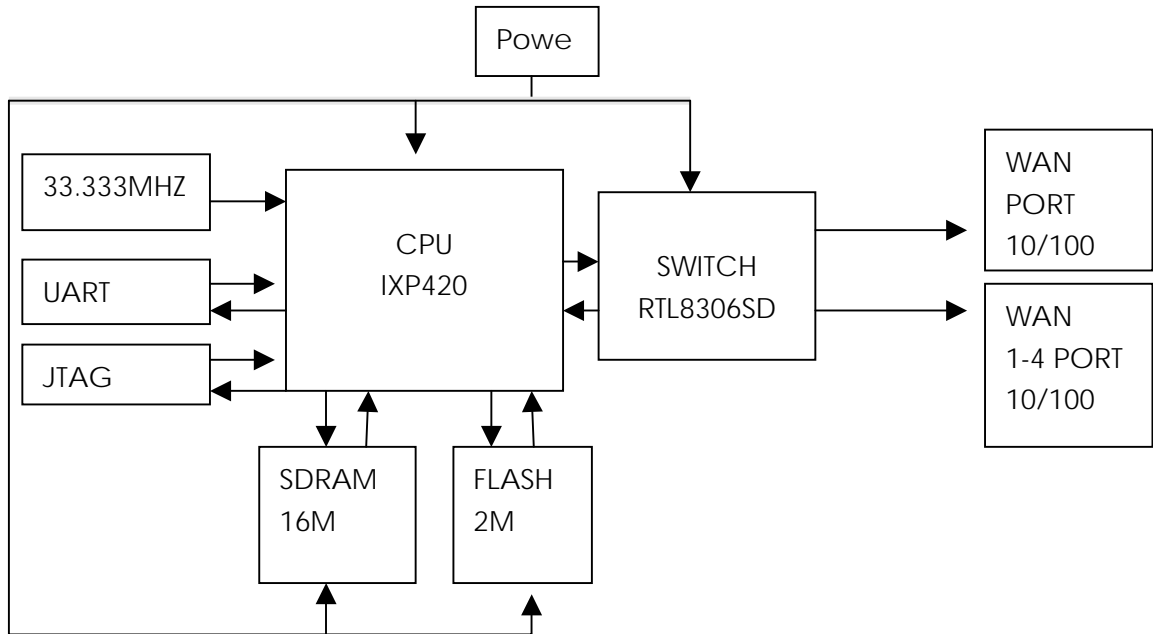 Powe
33.333MHZ
UART
JTAG
CPU
IXP420
SWITCH
RTL8306SD
WAN
PORT
10/100
WAN
1-4 PORT
10/100
SDRAM
16M
FLASH
2M